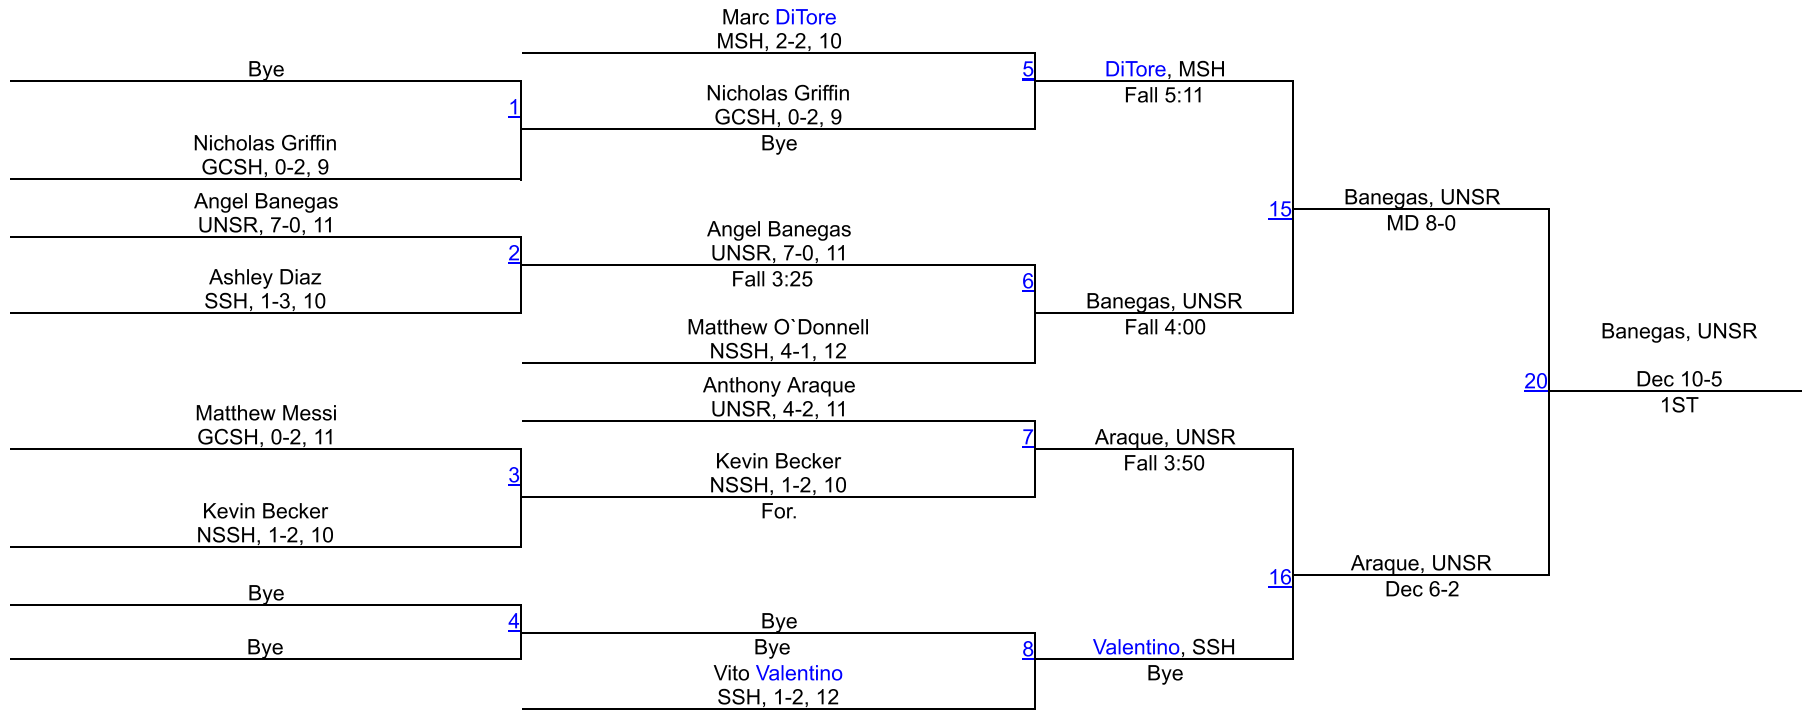 Bye
1
Nicholas Griffin
GCSH, 0-2, 9
Angel Banegas
UNSR, 7-0, 11
2
Ashley Diaz
SSH, 1-3, 10
Matthew Messi
GCSH, 0-2, 11
3
Kevin Becker
NSSH, 1-2, 10
Bye
4
Bye
Marc DiTore
MSH, 2-2, 10
5
Nicholas Griffin
GCSH, 0-2, 9
Bye
Angel Banegas
UNSR, 7-0, 11
Fall 3:25
6
Matthew O`Donnell
NSSH, 4-1, 12
Anthony Araque
UNSR, 4-2, 11
7
Kevin Becker
NSSH, 1-2, 10
For.
Bye
Bye
8
Vito Valentino
SSH, 1-2, 12
DiTore, MSH
Fall 5:11
15
Banegas, UNSR
Fall 4:00
Araque, UNSR
Fall 3:50
16
Valentino, SSH
Bye
Banegas, UNSR
MD 8-0
20
Araque, UNSR
Dec 6-2
Banegas, UNSR
Dec 10-5
1ST